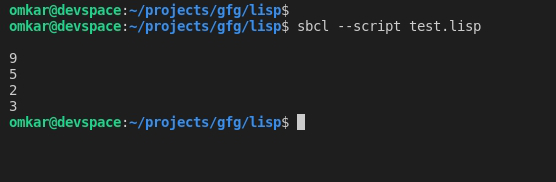 omkar@devspace:~/projects/gfg/lisp$
omkar@devspace:~/projects/gfg/lisp$ sbcl --script test.lisp
9
5
2
3
omkar@devspace:~/projects/gfg/lisp$